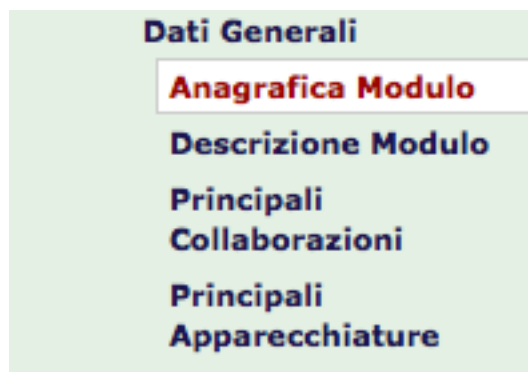 Dati Generali
Anagrafica Modulo
Descrizione Modulo
Principali
Collaborazioni
Principali
Apparecchiature